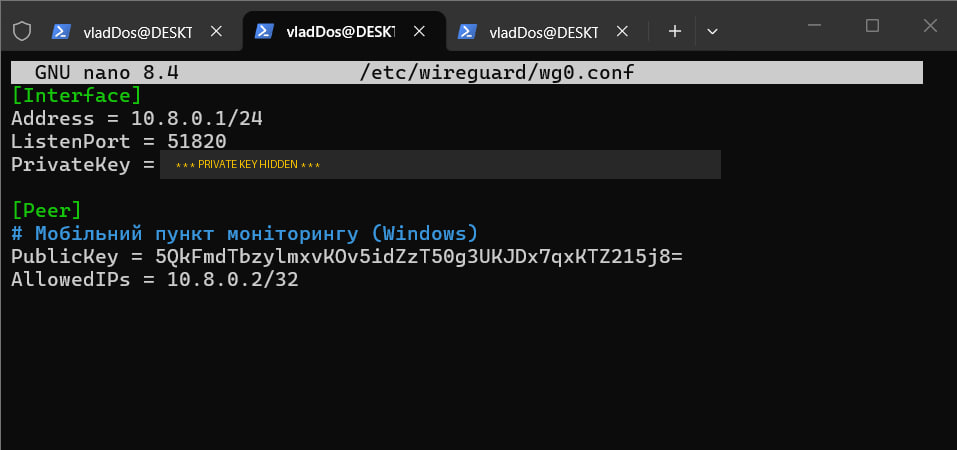 vladDos@DESKT vladDos@DESKT vladDos@DESKT
GNU nano 8.4 /etc/wireguard/wg0.conf
[Interface]
Address = 10.8.0.1/24
ListenPort = 51820
PrivateKey = *** PRIVATE KEY HIDDEN ***
[Peer]
# Мобільний пункт моніторингу (Windows)
PublicKey = 5QkFmdTbzylmxvKOv5idZzT50g3UKJDx7qxKTZ215j8=
AllowedIPs = 10.8.0.2/32